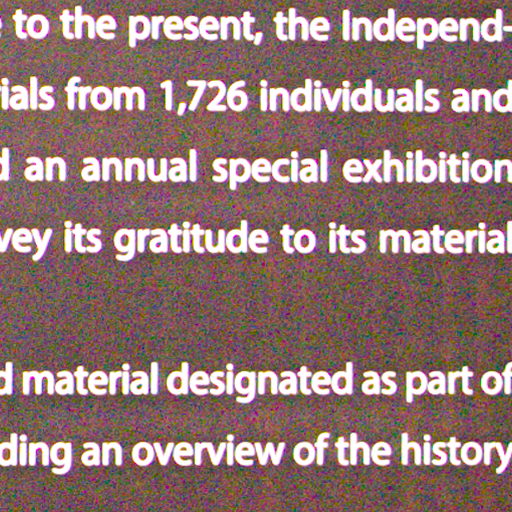 to the present, the Independ-
ials from 1,726 individuals and
d an annual special exhibition
vey its gratitude to its material
d material designated as part of
ding an overview of the history